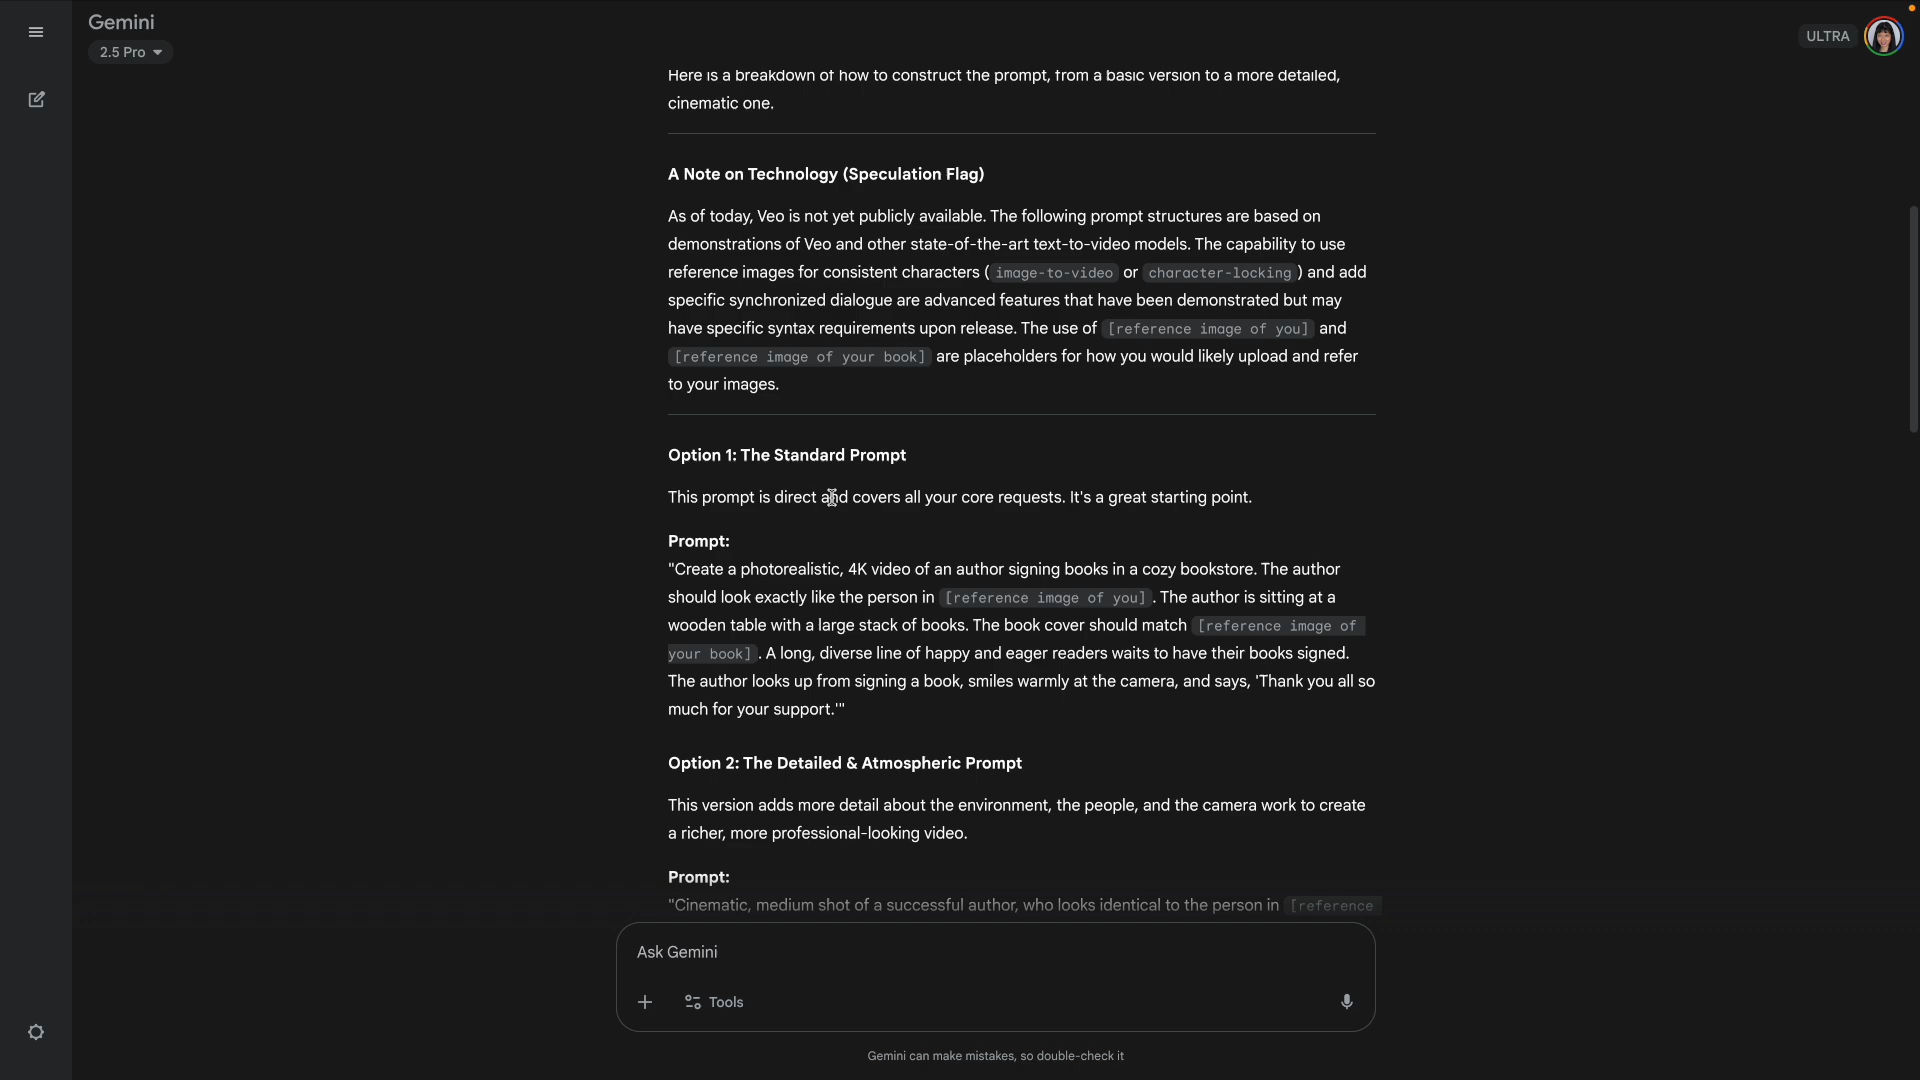 Gemini
2.5 Pro
ULTRA
Here is a breakdown of how to construct the prompt, from a basic version to a more detailed,
cinematic one.
A Note on Technology (Speculation Flag)
As of today, Veo is not yet publicly available. The following prompt structures are based on
demonstrations of Veo and other state-of-the-art text-to-video models. The capability to use
reference images for consistent characters ( image-to-video or character-locking ) and add
specific synchronized dialogue are advanced features that have been demonstrated but may
have specific syntax requirements upon release. The use of [reference image of you] and
[reference image of your book] are placeholders for how you would likely upload and refer
to your images.
Option 1: The Standard Prompt
This prompt is direct and covers all your core requests. It's a great starting point.
Prompt:
"Create a photorealistic, 4K video of an author signing books in a cozy bookstore. The author
should look exactly like the person in [reference image of you] . The author is sitting at a
wooden table with a large stack of books. The book cover should match [reference image of
your book] . A long, diverse line of happy and eager readers waits to have their books signed.
The author looks up from signing a book, smiles warmly at the camera, and says, 'Thank you all so
much for your support.'"
Option 2: The Detailed & Atmospheric Prompt
This version adds more detail about the environment, the people, and the camera work to create
a richer, more professional-looking video.
Prompt:
"Cinematic, medium shot of a successful author, who looks identical to the person in [reference
Ask Gemini
Tools
Gemini can make mistakes, so double-check it